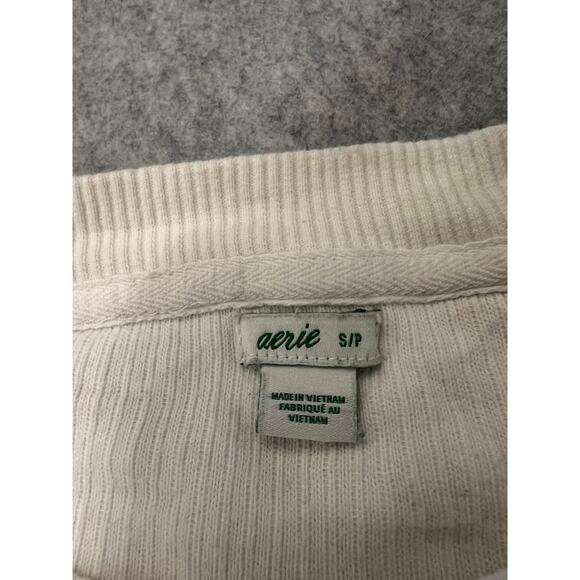 aerie S/P
MADE IN VIETNAM
FABRIQUÉ AU
VIETNAM